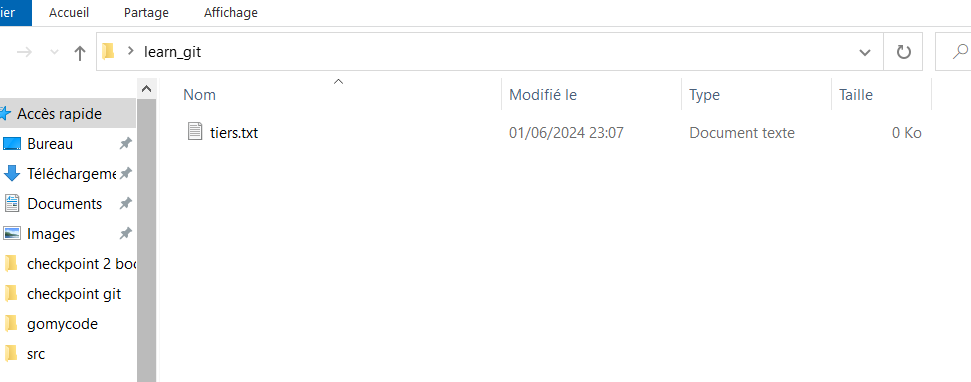 ier Accueil Partage Affichage
learn_git
Nom Modifié le Type Taille
Accès rapide
tiers.txt 01/06/2024 23:07 Document texte 0 Ko
Bureau
Téléchargeme
Documents
Images
checkpoint 2 boo
checkpoint git
gomycode
src